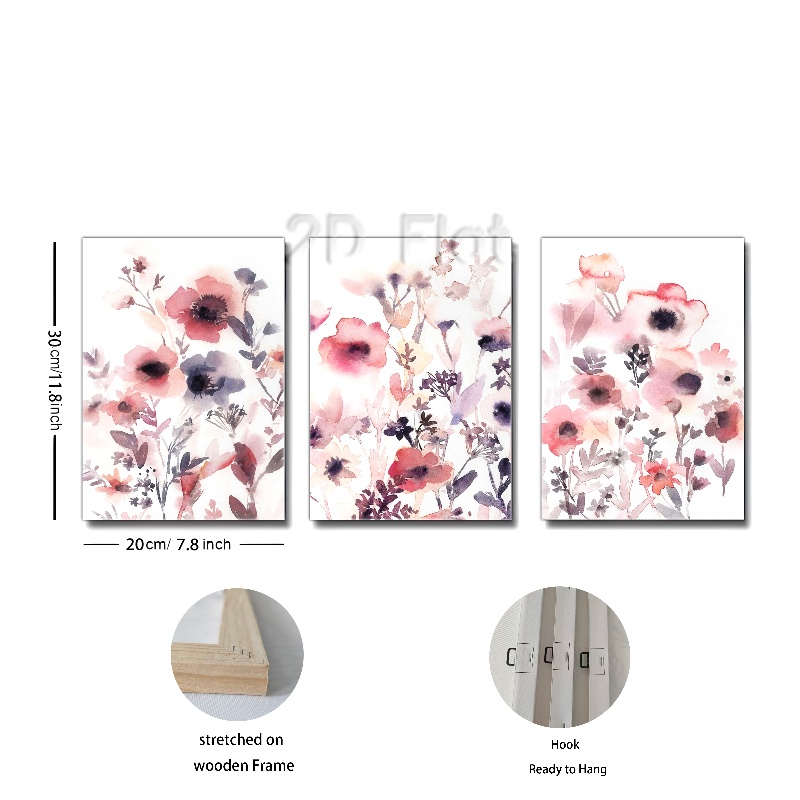 2D Flat
30cm/11.8inch
20cm/ 7.8 inch
stretched on
wooden Frame
Hook
Ready to Hang